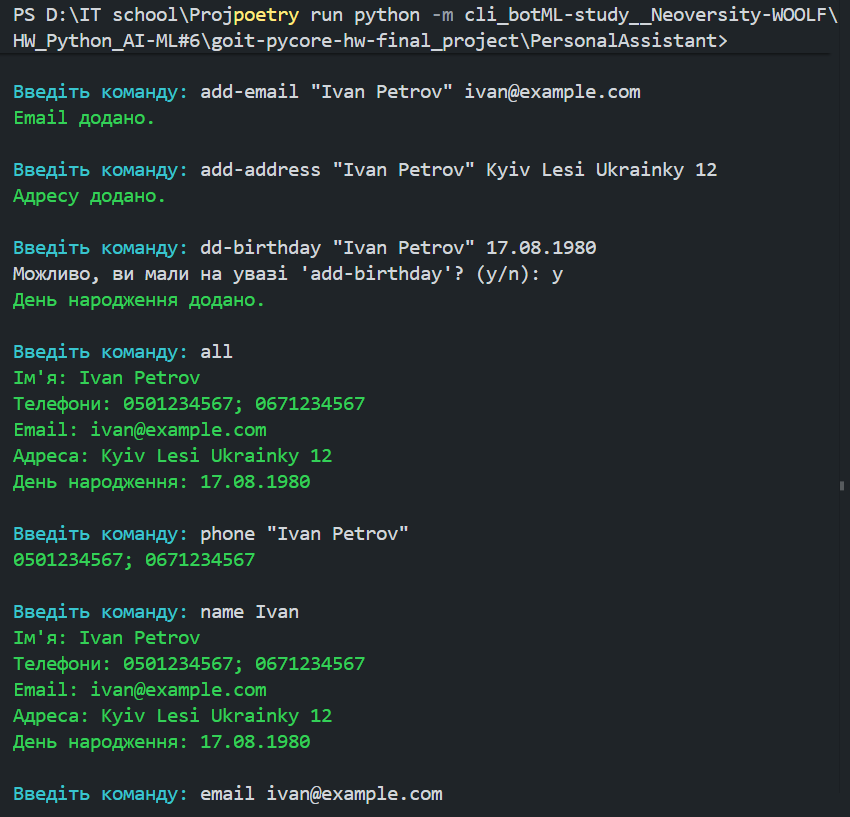 PS D:\IT school\Projpoetry run python -m cli_botML-study__Neoversity-WOOLF\
HW_Python_AI-ML#6\goit-pycore-hw-final_project\PersonalAssistant>
Введіть команду: add-email "Ivan Petrov" ivan@example.com
Email додано.
Введіть команду: add-address "Ivan Petrov" Kyiv Lesi Ukrainky 12
Адресу додано.
Введіть команду: dd-birthday "Ivan Petrov" 17.08.1980
Можливо, ви мали на увазі 'add-birthday'? (y/n): y
День народження додано.
Введіть команду: all
Ім'я: Ivan Petrov
Телефони: 0501234567; 0671234567
Email: ivan@example.com
Адреса: Kyiv Lesi Ukrainky 12
День народження: 17.08.1980
Введіть команду: phone "Ivan Petrov"
0501234567; 0671234567
Введіть команду: name Ivan
Ім'я: Ivan Petrov
Телефони: 0501234567; 0671234567
Email: ivan@example.com
Адреса: Kyiv Lesi Ukrainky 12
День народження: 17.08.1980
Введіть команду: email ivan@example.com